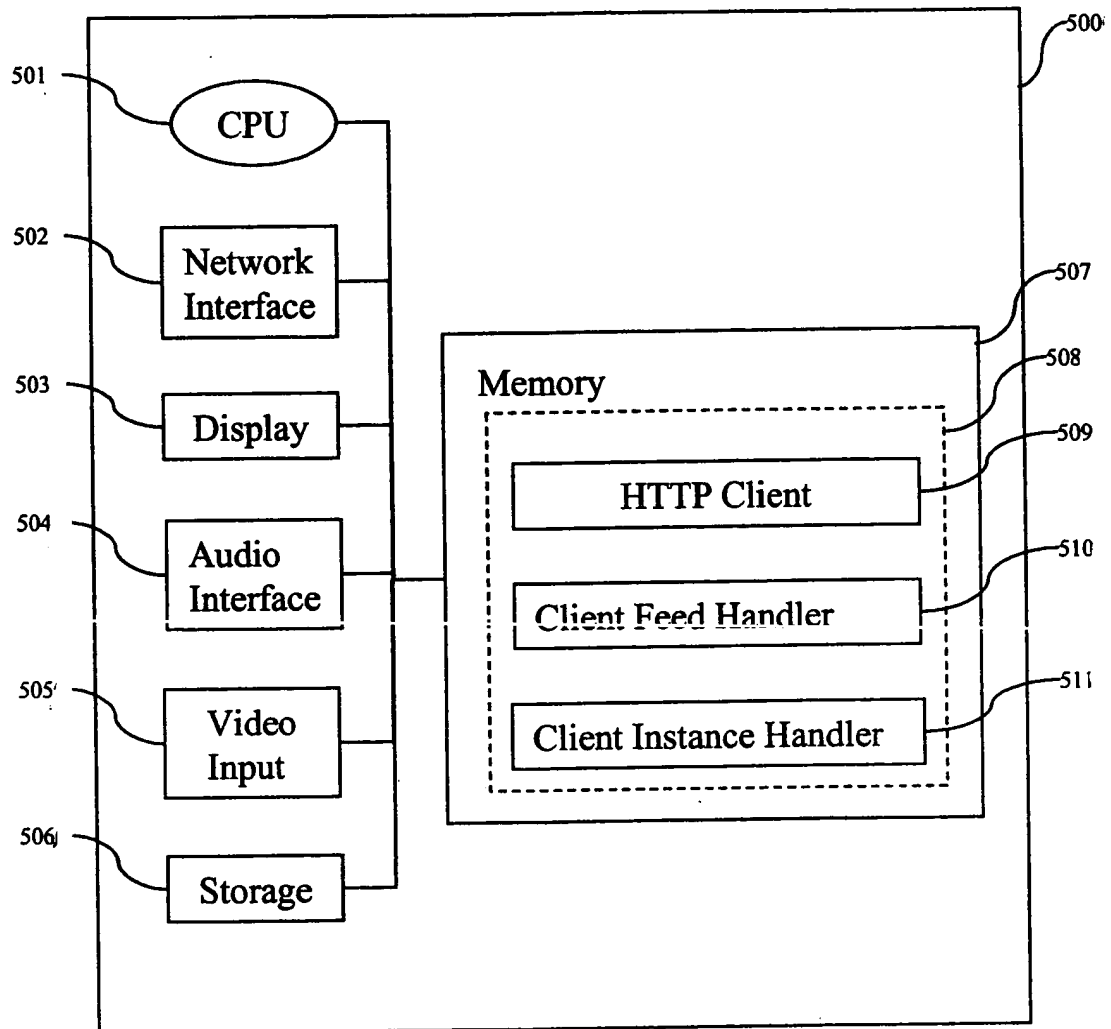 500
501
CPU
502
Network
Interface
507
Memory
508
503
Display
509
HTTP Client
504
Audio
Interface
510
Client Feed Handler
505
Video
Input
511
Client Instance Handler
506
Storage